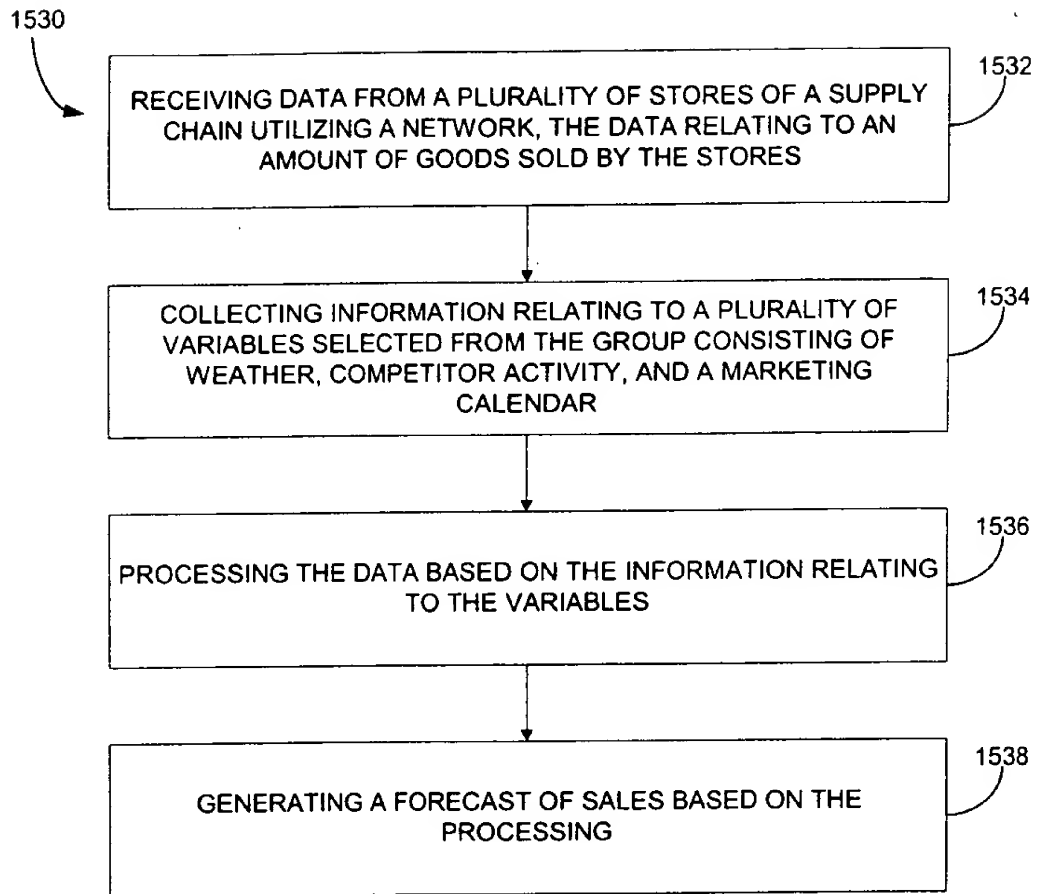 1530
1532
RECEIVING DATA FROM A PLURALITY OF STORES OF A SUPPLY
CHAIN UTILIZING A NETWORK, THE DATA RELATING TO AN
AMOUNT OF GOODS SOLD BY THE STORES
1534
COLLECTING INFORMATION RELATING TO A PLURALITY OF
VARIABLES SELECTED FROM THE GROUP CONSISTING OF
WEATHER, COMPETITOR ACTIVITY, AND A MARKETING
CALENDAR
1536
PROCESSING THE DATA BASED ON THE INFORMATION RELATING
TO THE VARIABLES
1538
GENERATING A FORECAST OF SALES BASED ON THE
PROCESSING